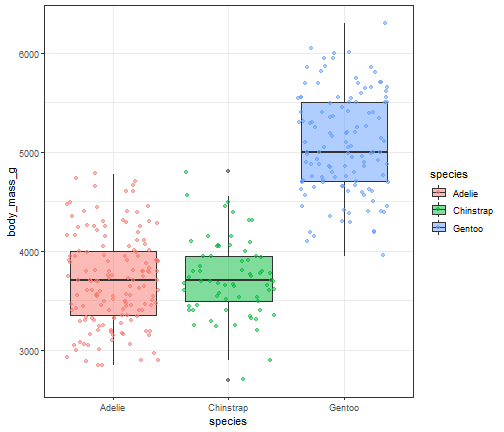 body_mass_g
6000
5000
4000
3000
Adelie
Chinstrap
Gentoo
species
species
Adelie
Chinstrap
Gentoo